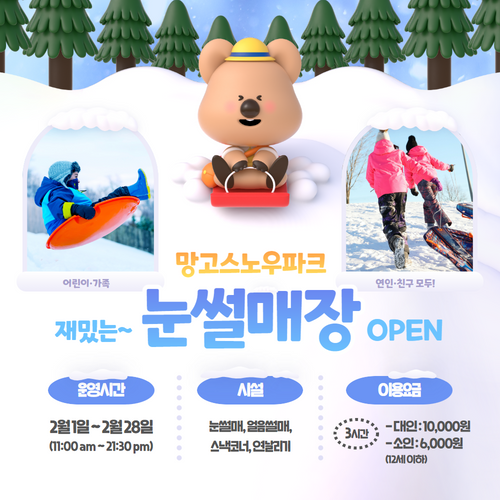 어린이·가족
연인·친구 모두!
망고스노우파크
재밌는~ 눈썰매장 OPEN
운영시간
2월 1일 ~ 2월 28일
(11:00 am ~ 21:30 pm)
시설
눈썰매, 얼음썰매,
스낵코너, 연날리기
이용요금
3시간
- 대인 : 10,000원
- 소인 : 6,000원
(12세 이하)